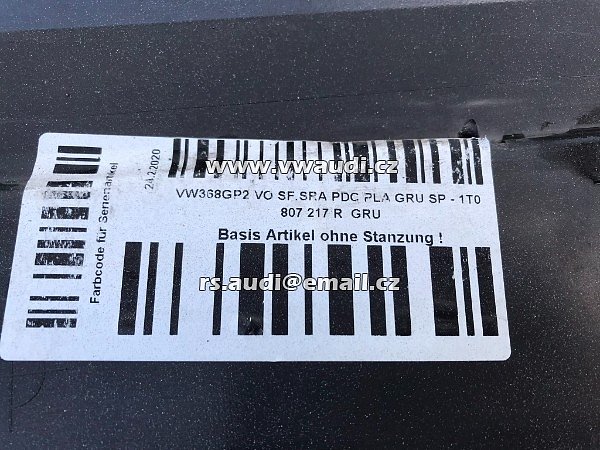 Farbcode für Serienartikel
24.2.2020
www.vwaudi.cz
VW368GP2 VO SF.SRA PDC PLA GRU SP - 1T0
807 217 R GRU
Basis Artikel ohne Stanzung !
rs.audi@email.cz